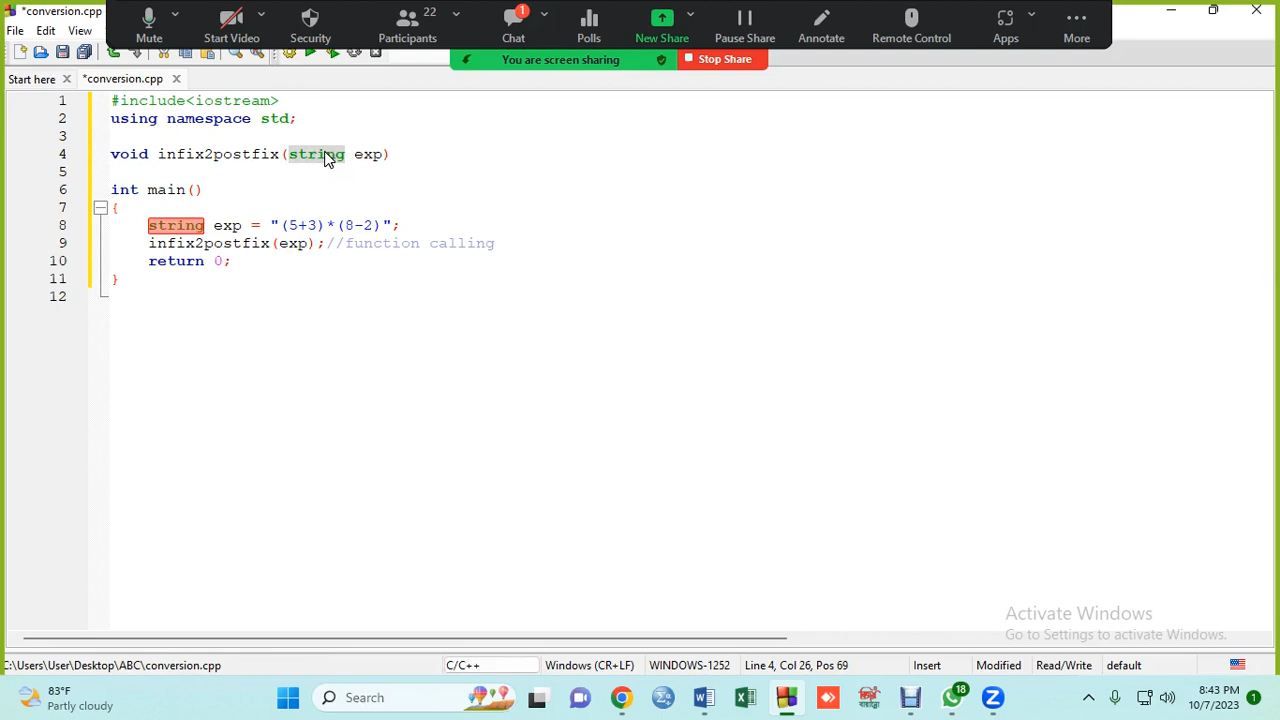 *conversion.cpp
Mute
Start Video
Security
22
Participants
1
Chat
Polls
New Share
Pause Share
Annotate
Remote Control
Apps
More
File Edit View
You are screen sharing
Stop Share
Start here
*conversion.cpp
1 #include<iostream>
2 using namespace std;
3
4 void infix2postfix(string exp)
5
6 int main()
7 {
8 string exp = "(5+3)*(8-2)";
9 infix2postfix(exp);//function calling
10 return 0;
11 }
12
Activate Windows
Go to Settings to activate Windows.
C:\Users\User\Desktop\ABC\conversion.cpp C/C++ Windows (CR+LF) WINDOWS-1252 Line 4, Col 26, Pos 69 Insert Modified Read/Write default
83°F
Partly cloudy
Search
18
8:43 PM
10/7/2023
1